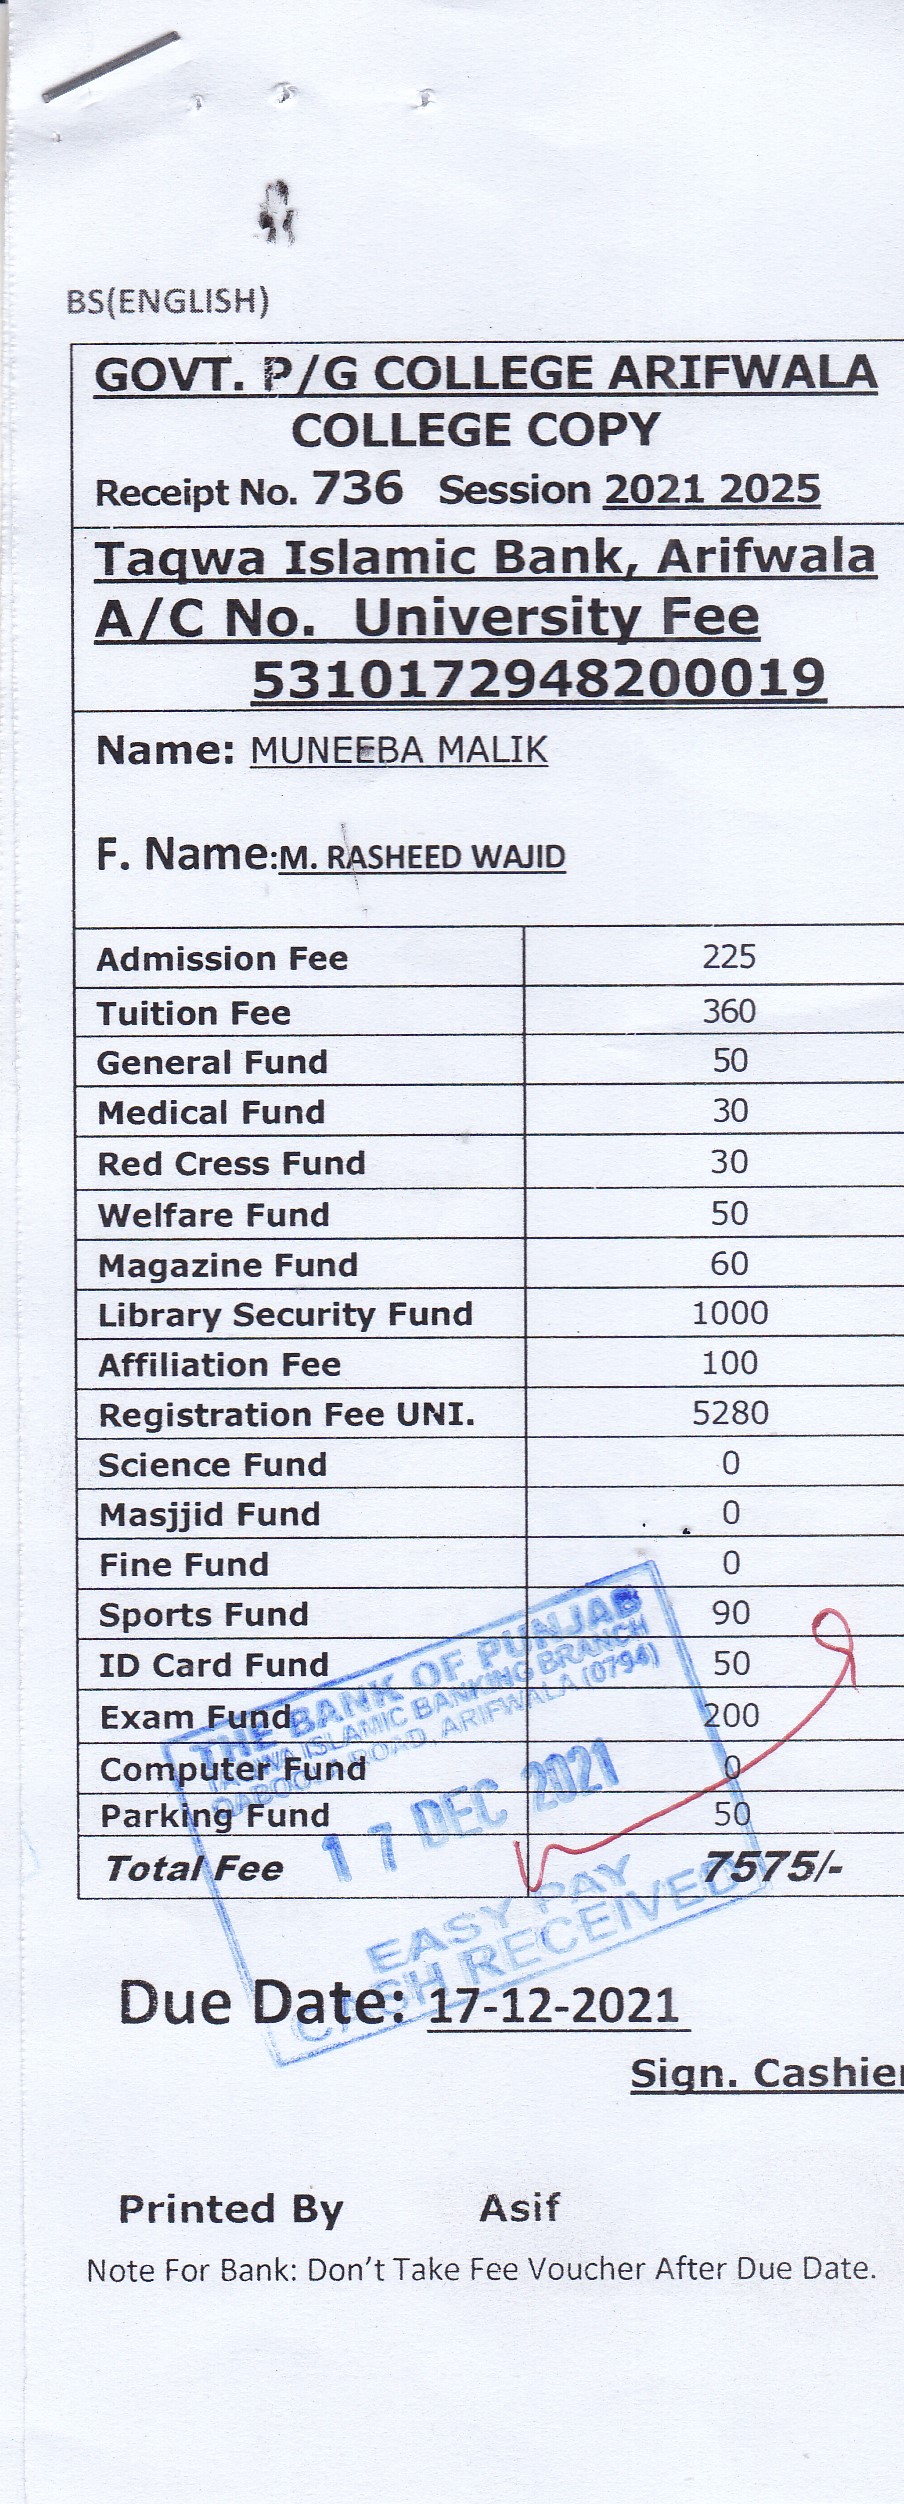 BS(ENGLISH)
GOVT. P/G COLLEGE ARIFWALA
COLLEGE COPY
Receipt No. 736 Session 2021 2025
Taqwa Islamic Bank, Arifwala
A/C No. University Fee
5310172948200019
Name: MUNEEBA MALIK
F. Name:M. RASHEED WAJID
Admission Fee 225
Tuition Fee 360
General Fund 50
Medical Fund 30
Red Cress Fund 30
Welfare Fund 50
Magazine Fund 60
Library Security Fund 1000
Affiliation Fee 100
Registration Fee UNI. 5280
Science Fund 0
Masjjid Fund 0
Fine Fund 0
Sports Fund 90
ID Card Fund 50
Exam Fund 200
Computer Fund 0
Parking Fund 50
Total Fee 7575/-
THE BANK OF PUNJAB
TAQWA ISLAMIC BANKING BRANCH
QABOOLA ROAD, ARIFWALA (0794)
17 DEC 2021
EASY PAY
CASH RECEIVED
Due Date: 17-12-2021
Sign. Cashier
Printed By Asif
Note For Bank: Don't Take Fee Voucher After Due Date.